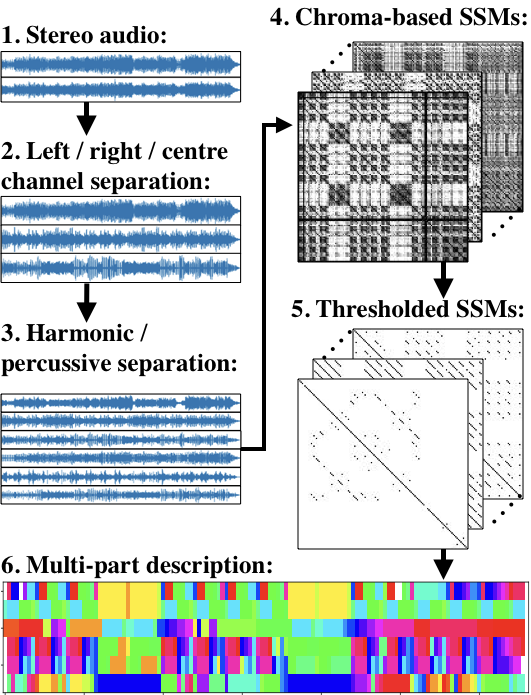 1. Stereo audio:
2. Left / right / centre
channel separation:
3. Harmonic /
percussive separation:
4. Chroma-based SSMs:
5. Thresholded SSMs:
6. Multi-part description: